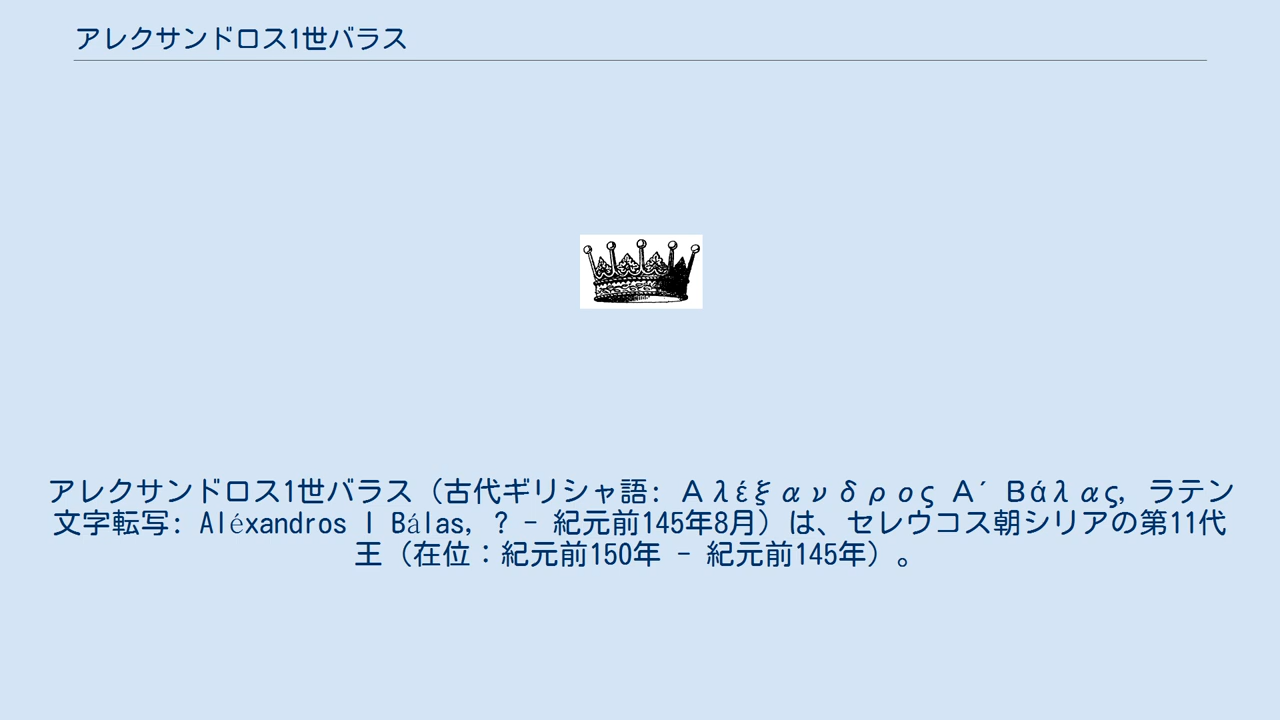 アレクサンドロス1世バラス
アレクサンドロス1世バラス（古代ギリシャ語: Αλέξανδρος Α΄ Βάλας, ラテン
文字転写: Aléxandros I Bálas, ? - 紀元前145年8月）は、セレウコス朝シリアの第11代
王（在位：紀元前150年 - 紀元前145年）。